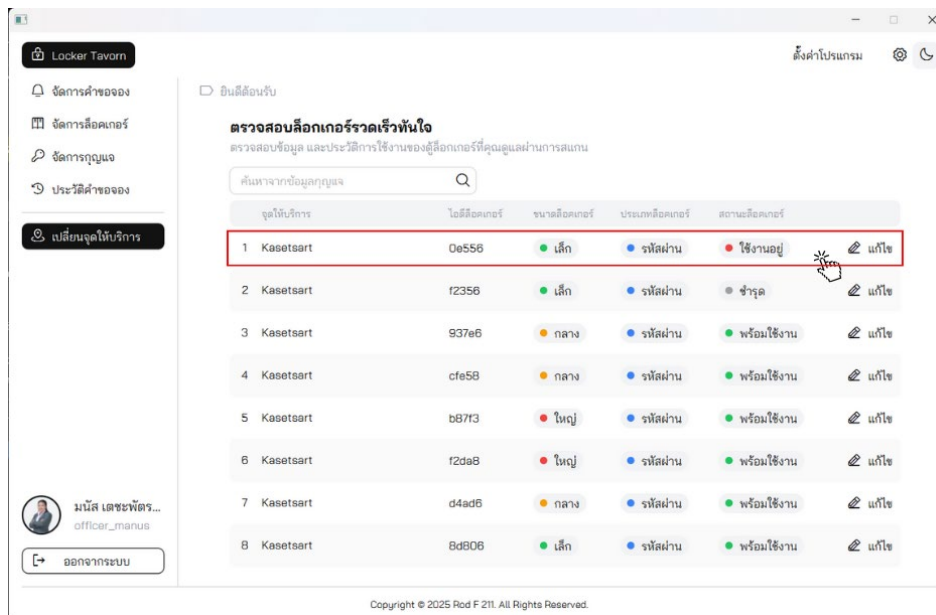 Locker Tavorn
ตั้งค่าโปรแกรม
จัดการคำขอจอง
จัดการล็อคเกอร์
จัดการกุญแจ
ประวัติคำขอจอง
เปลี่ยนจุดให้บริการ
ยินดีต้อนรับ
ตรวจสอบล็อกเกอร์รวดเร็วทันใจ
ตรวจสอบข้อมูล และประวัติการใช้งานของตู้ล็อกเกอร์ที่คุณดูแลผ่านการสแกน
ค้นหาจากข้อมูลกุญแจ
จุดให้บริการ ไอดีล็อคเกอร์ ขนาดล็อคเกอร์ ประเภทล็อคเกอร์ สถานะล็อคเกอร์
1 Kasetsart 0e556 เล็ก รหัสผ่าน ใช้งานอยู่ แก้ไข
2 Kasetsart f2356 เล็ก รหัสผ่าน ชำรุด แก้ไข
3 Kasetsart 937e6 กลาง รหัสผ่าน พร้อมใช้งาน แก้ไข
4 Kasetsart cfe58 กลาง รหัสผ่าน พร้อมใช้งาน แก้ไข
5 Kasetsart b87f3 ใหญ่ รหัสผ่าน พร้อมใช้งาน แก้ไข
6 Kasetsart f2da8 ใหญ่ รหัสผ่าน พร้อมใช้งาน แก้ไข
7 Kasetsart d4ad6 กลาง รหัสผ่าน พร้อมใช้งาน แก้ไข
8 Kasetsart 8d806 เล็ก รหัสผ่าน พร้อมใช้งาน แก้ไข
มนัส เตชะพัตร...
officer_manus
ออกจากระบบ
Copyright © 2025 Rod F 211. All Rights Reserved.